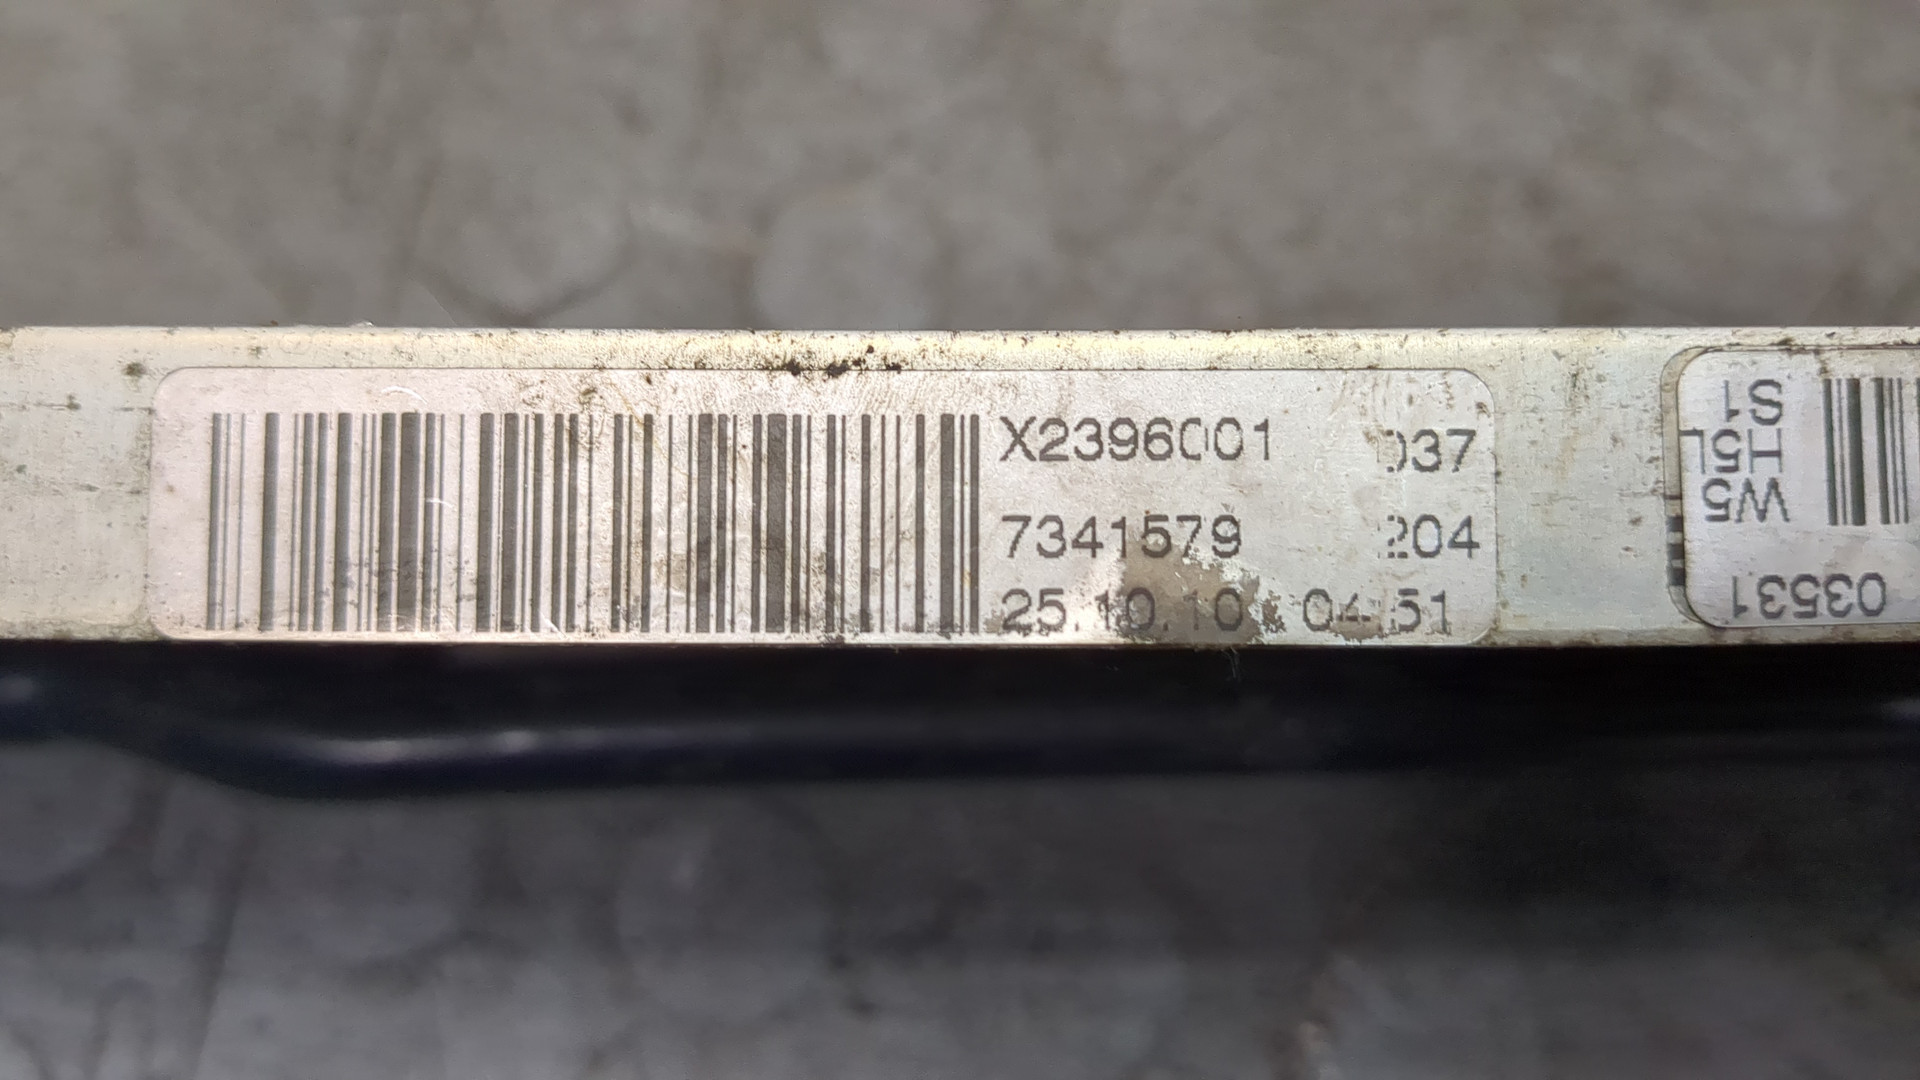 X2396001 037
7341579 204
25.10.10 04 51
S1
H5L
W5
03531